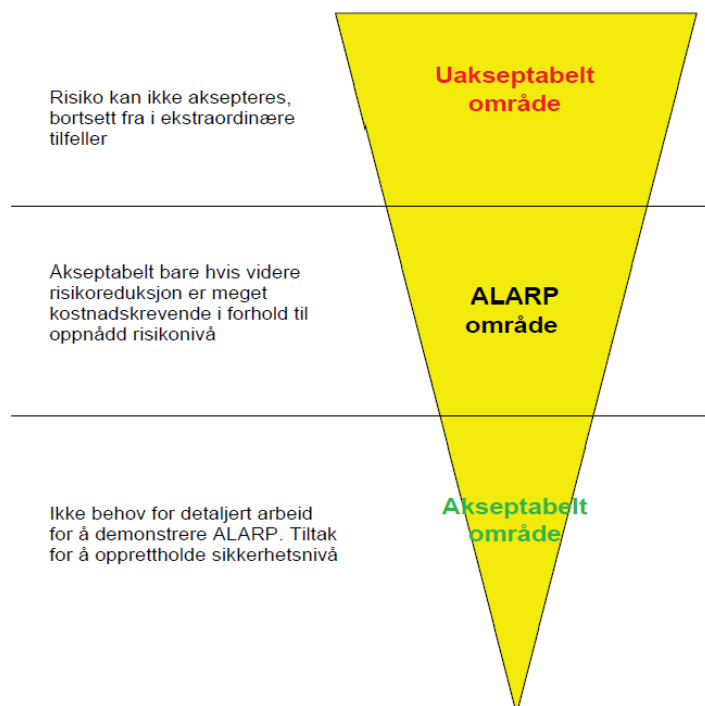 Uakseptabelt
område
Risiko kan ikke aksepteres,
bortsett fra i ekstraordinære
tilfeller
Akseptabelt bare hvis videre
risikoreduksjon er meget
kostnadskrevende i forhold til
oppnådd risikonivå
ALARP
område
Ikke behov for detaljert arbeid
for å demonstrere ALARP. Tiltak
for å opprettholde sikkerhetsnivå
Akseptabelt
område